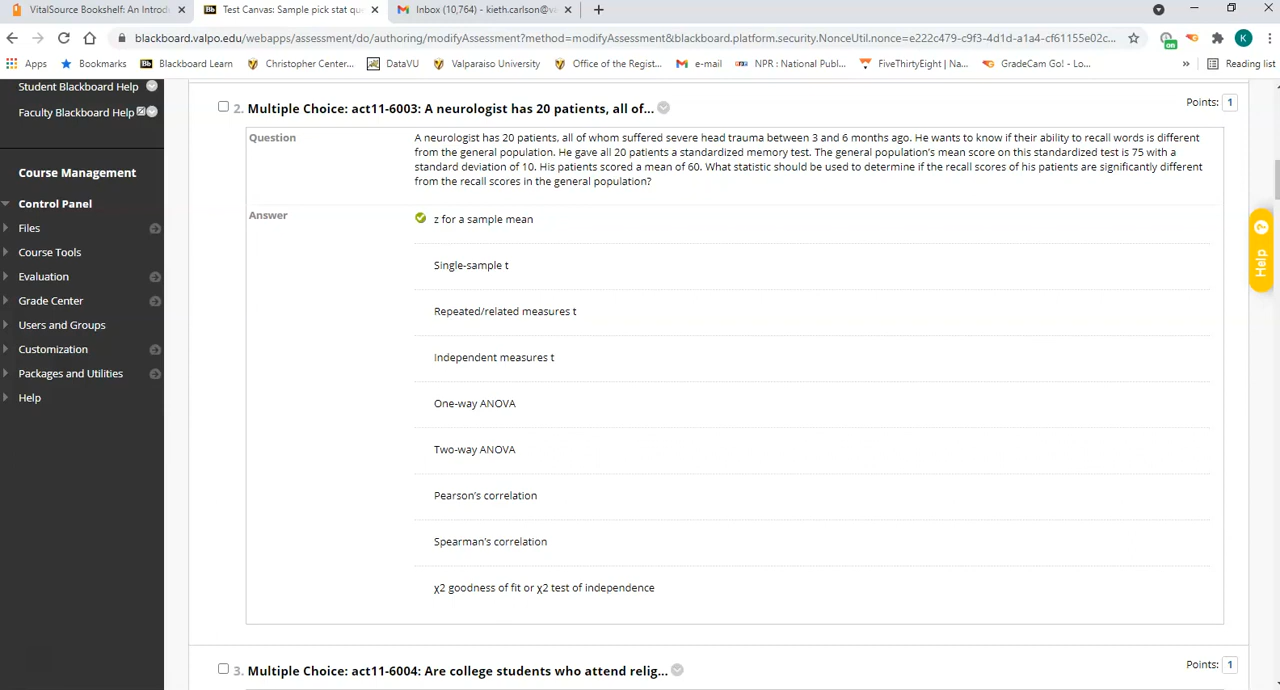 VitalSource Bookshelf: An Introd
Test Canvas: Sample pick stat qu
Inbox (10,764) - kieth.carlson@v
blackboard.valpo.edu/webapps/assessment/do/authoring/modifyAssessment?method=modifyAssessment&blackboard.platform.security.NonceUtil.nonce=e222c479-c9f3-4d1d-a1a4-cf61155e02c...
on
K
Apps
Bookmarks
Bb Blackboard Learn
Christopher Center...
DataVU
Valparaiso University
Office of the Regist...
e-mail
NPR : National Publ...
FiveThirtyEight | Na...
GradeCam Go! - Lo...
»
Reading list
Student Blackboard Help
Faculty Blackboard Help
Course Management
Control Panel
Files
Course Tools
Evaluation
Grade Center
Users and Groups
Customization
Packages and Utilities
Help
2. Multiple Choice: act11-6003: A neurologist has 20 patients, all of...
Points: 1
Question
A neurologist has 20 patients, all of whom suffered severe head trauma between 3 and 6 months ago. He wants to know if their ability to recall words is different
from the general population. He gave all 20 patients a standardized memory test. The general population's mean score on this standardized test is 75 with a
standard deviation of 10. His patients scored a mean of 60. What statistic should be used to determine if the recall scores of his patients are significantly different
from the recall scores in the general population?
Answer
z for a sample mean
Single-sample t
Repeated/related measures t
Independent measures t
One-way ANOVA
Two-way ANOVA
Pearson's correlation
Spearman's correlation
χ2 goodness of fit or χ2 test of independence
3. Multiple Choice: act11-6004: Are college students who attend relig...
Points: 1
Help